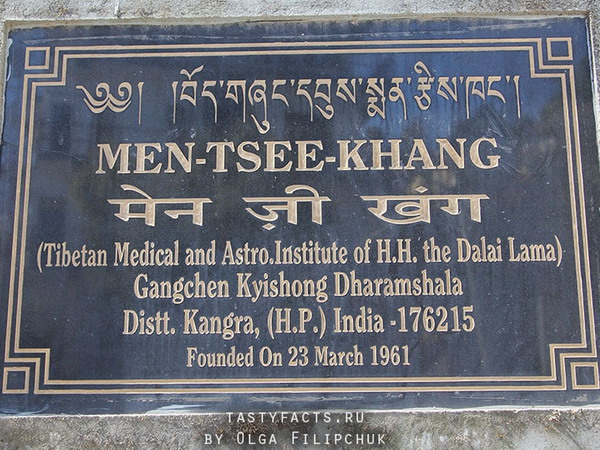 ༄༅། །བོད་གཞུང་དབུས་སྨན་རྩིས་ཁང་།
MEN-TSEE-KHANG
मेन ज़ी खंग
(Tibetan Medical and Astro.Institute of H.H. the Dalai Lama)
Gangchen Kyishong Dharamshala
Distt. Kangra, (H.P.) India -176215
Founded On 23 March 1961
TASTYFACTS.RU
BY OLGA FILIPCHUK